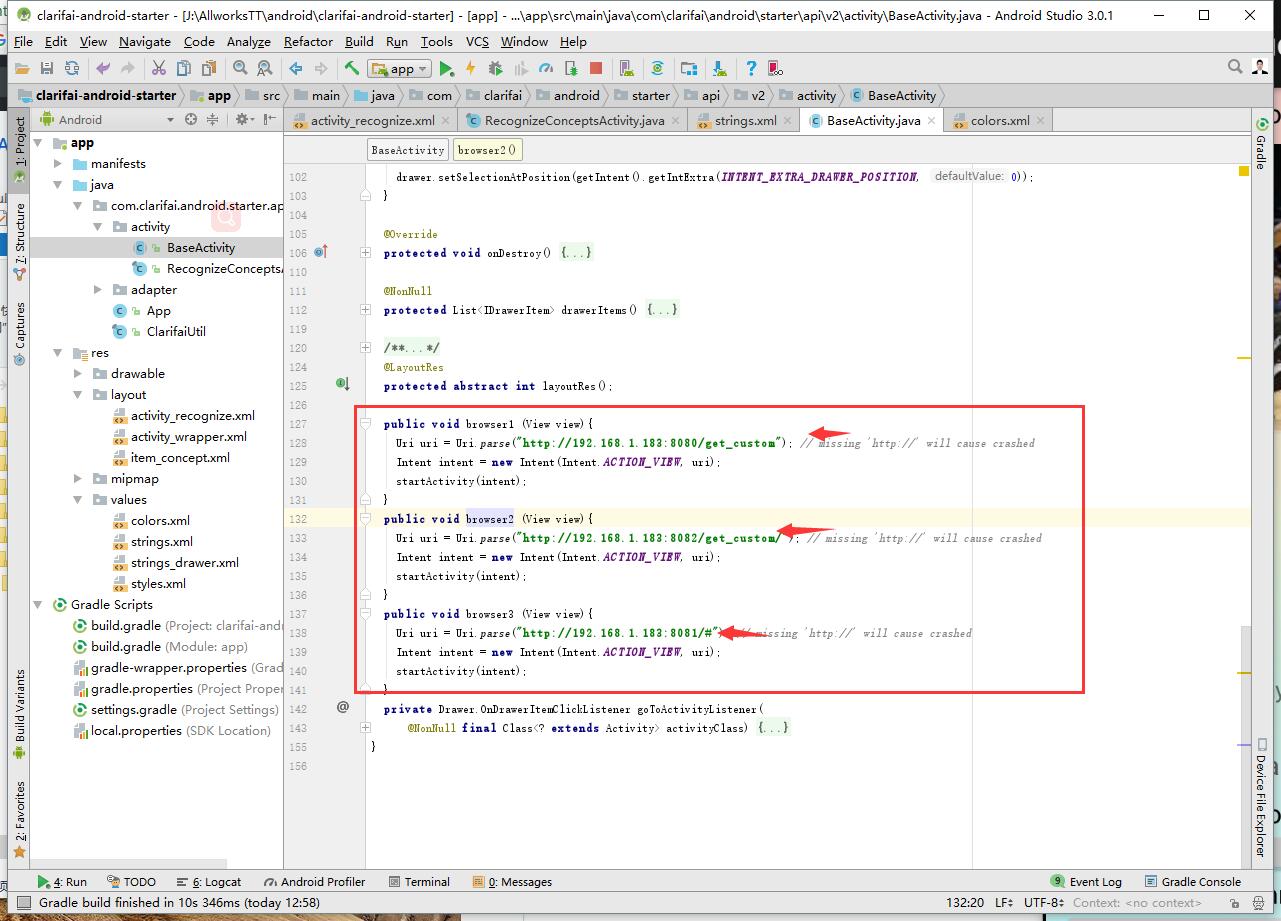 clarifai-android-starter - [J:\AllworksTT\android\clarifai-android-starter] - [app] - ...\app\src\main\java\com\clarifai\android\starter\api\v2\activity\BaseActivity.java - Android Studio 3.0.1
File Edit View Navigate Code Analyze Refactor Build Run Tools VCS Window Help
app
clarifai-android-starter app src main java com clarifai android starter api v2 activity BaseActivity
Android
activity_recognize.xml RecognizeConceptsActivity.java strings.xml BaseActivity.java colors.xml
BaseActivity browser2()
1: Project
7: Structure
Captures
Build Variants
2: Favorites
app
manifests
java
com.clarifai.android.starter.ap
activity
BaseActivity
RecognizeConceptsA
adapter
App
ClarifaiUtil
res
drawable
layout
activity_recognize.xml
activity_wrapper.xml
item_concept.xml
mipmap
values
colors.xml
strings.xml
strings_drawer.xml
styles.xml
Gradle Scripts
build.gradle (Project: clarifai-and
build.gradle (Module: app)
gradle-wrapper.properties (Grad
gradle.properties (Project Proper
settings.gradle (Project Settings)
local.properties (SDK Location)
102 drawer.setSelectionAtPosition(getIntent().getIntExtra(INTENT_EXTRA_DRAWER_POSITION, defaultValue: 0));
103 }
104
105 @Override
106 protected void onDestroy() {...}
110
111 @NonNull
112 protected List<IDrawerItem> drawerItems() {...}
119
120 /**...*/
124 @LayoutRes
125 protected abstract int layoutRes();
126
127 public void browser1 (View view){
128 Uri uri = Uri.parse("http://192.168.1.183:8080/get_custom"); // missing 'http://' will cause crashed
129 Intent intent = new Intent(Intent.ACTION_VIEW, uri);
130 startActivity(intent);
131 }
132 public void browser2 (View view){
133 Uri uri = Uri.parse("http://192.168.1.183:8082/get_custom/"); // missing 'http://' will cause crashed
134 Intent intent = new Intent(Intent.ACTION_VIEW, uri);
135 startActivity(intent);
136 }
137 public void browser3 (View view){
138 Uri uri = Uri.parse("http://192.168.1.183:8081/#"); // missing 'http://' will cause crashed
139 Intent intent = new Intent(Intent.ACTION_VIEW, uri);
140 startActivity(intent);
141 }
142 private Drawer.OnDrawerItemClickListener goToActivityListener(
143 @NonNull final Class<? extends Activity> activityClass) {...}
155 }
156
Gradle
Device File Explorer
4: Run TODO 6: Logcat Android Profiler Terminal 0: Messages 9 Event Log Gradle Console
Gradle build finished in 10s 346ms (today 12:58) 132:20 LF UTF-8 Context: <no context>